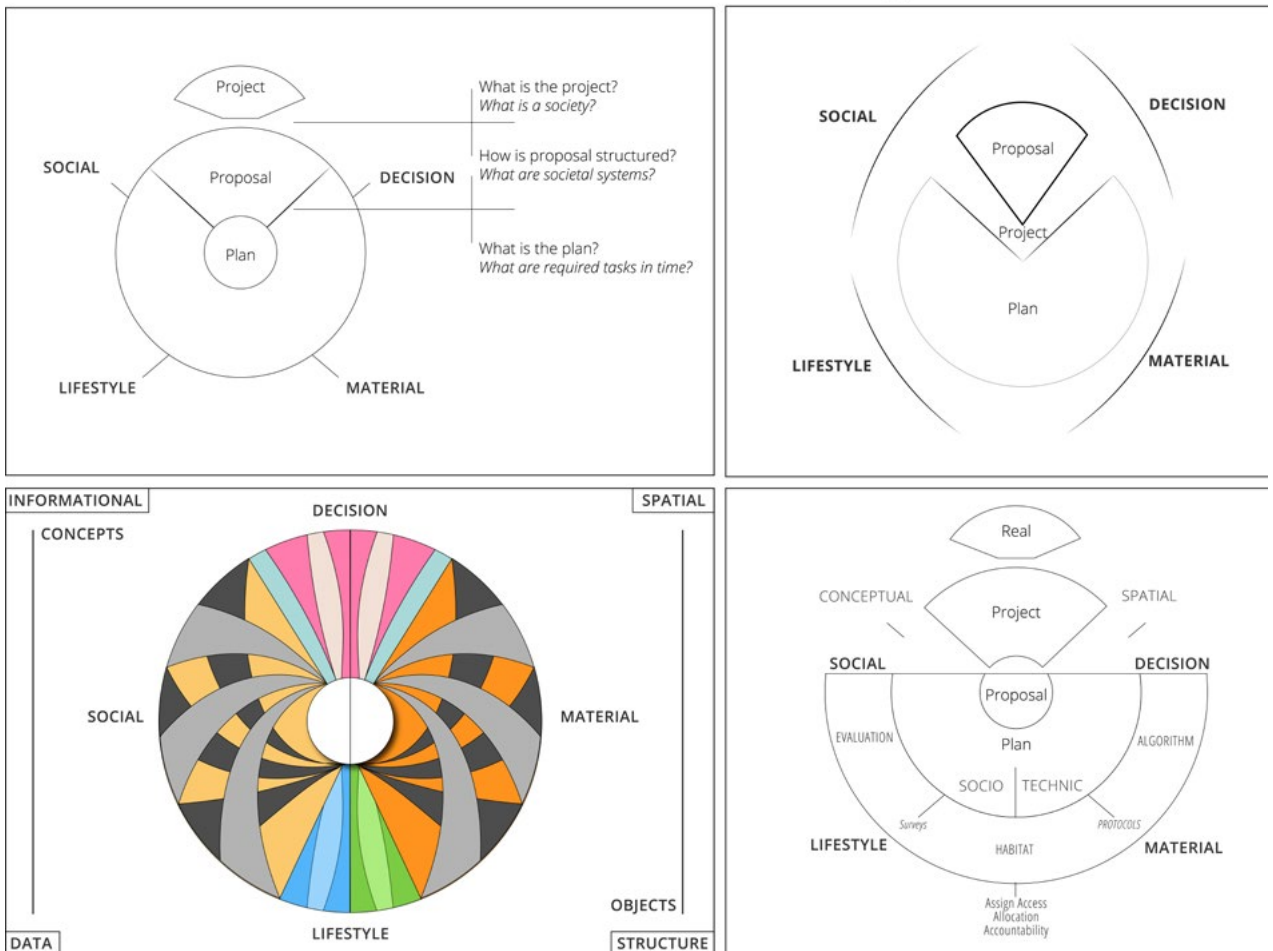 Project
What is the project?
What is a society?
SOCIAL
Proposal
DECISION
How is proposal structured?
What are societal systems?
Plan
What is the plan?
What are required tasks in time?
LIFESTYLE
MATERIAL
SOCIAL
DECISION
Proposal
Project
Plan
LIFESTYLE
MATERIAL
INFORMATIONAL
SPATIAL
DECISION
CONCEPTS
SOCIAL
MATERIAL
OBJECTS
LIFESTYLE
DATA
STRUCTURE
Real
CONCEPTUAL
SPATIAL
Project
SOCIAL
DECISION
Proposal
EVALUATION
Plan
ALGORITHM
SOCIO
TECHNIC
Surveys
PROTOCOLS
LIFESTYLE
HABITAT
MATERIAL
Assign Access
Allocation
Accountability